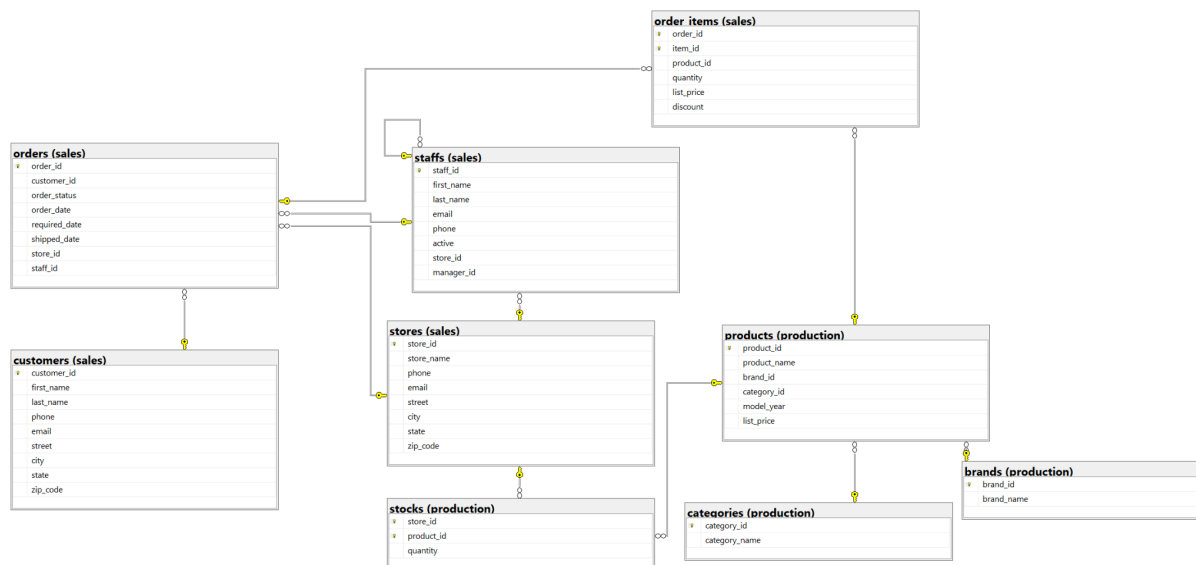 order_items (sales)
order_id
item_id
product_id
quantity
list_price
discount
orders (sales)
order_id
customer_id
order_status
order_date
required_date
shipped_date
store_id
staff_id
staffs (sales)
staff_id
first_name
last_name
email
phone
active
store_id
manager_id
customers (sales)
customer_id
first_name
last_name
phone
email
street
city
state
zip_code
stores (sales)
store_id
store_name
phone
email
street
city
state
zip_code
products (production)
product_id
product_name
brand_id
category_id
model_year
list_price
stocks (production)
store_id
product_id
quantity
categories (production)
category_id
category_name
brands (production)
brand_id
brand_name